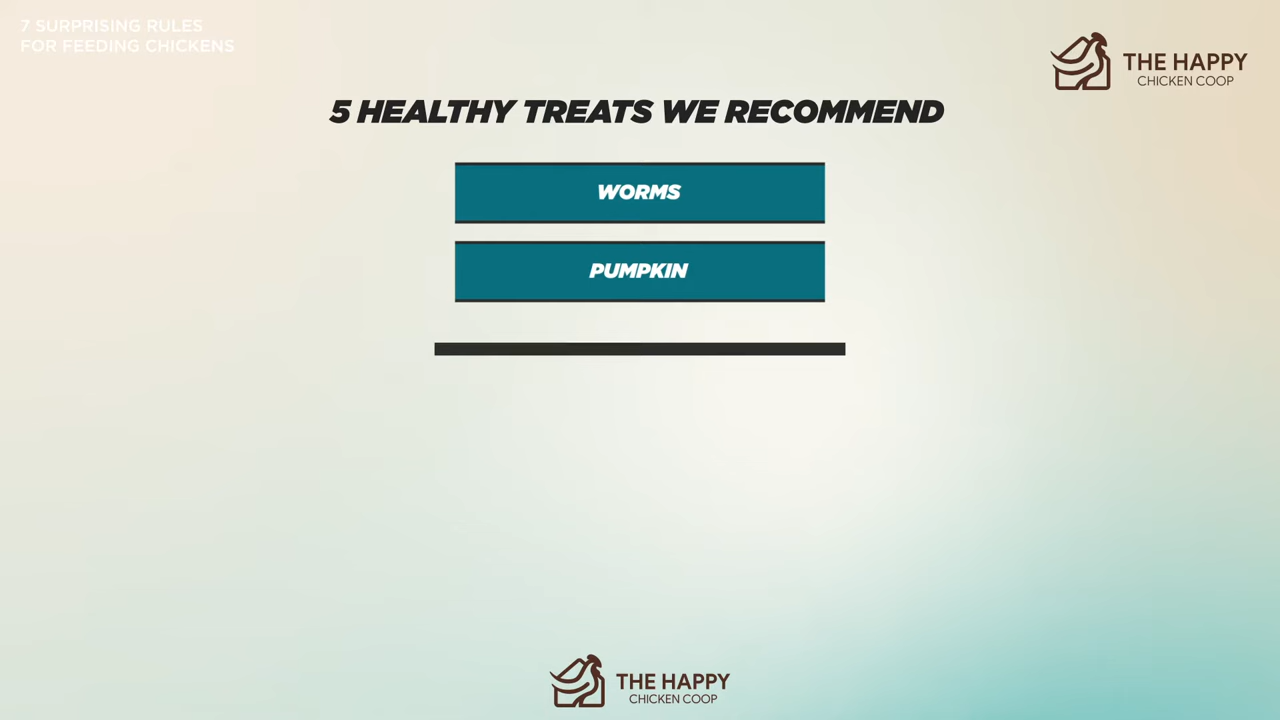 7 SURPRISING RULES
FOR FEEDING CHICKENS
THE HAPPY
CHICKEN COOP
5 HEALTHY TREATS WE RECOMMEND
WORMS
PUMPKIN
THE HAPPY
CHICKEN COOP